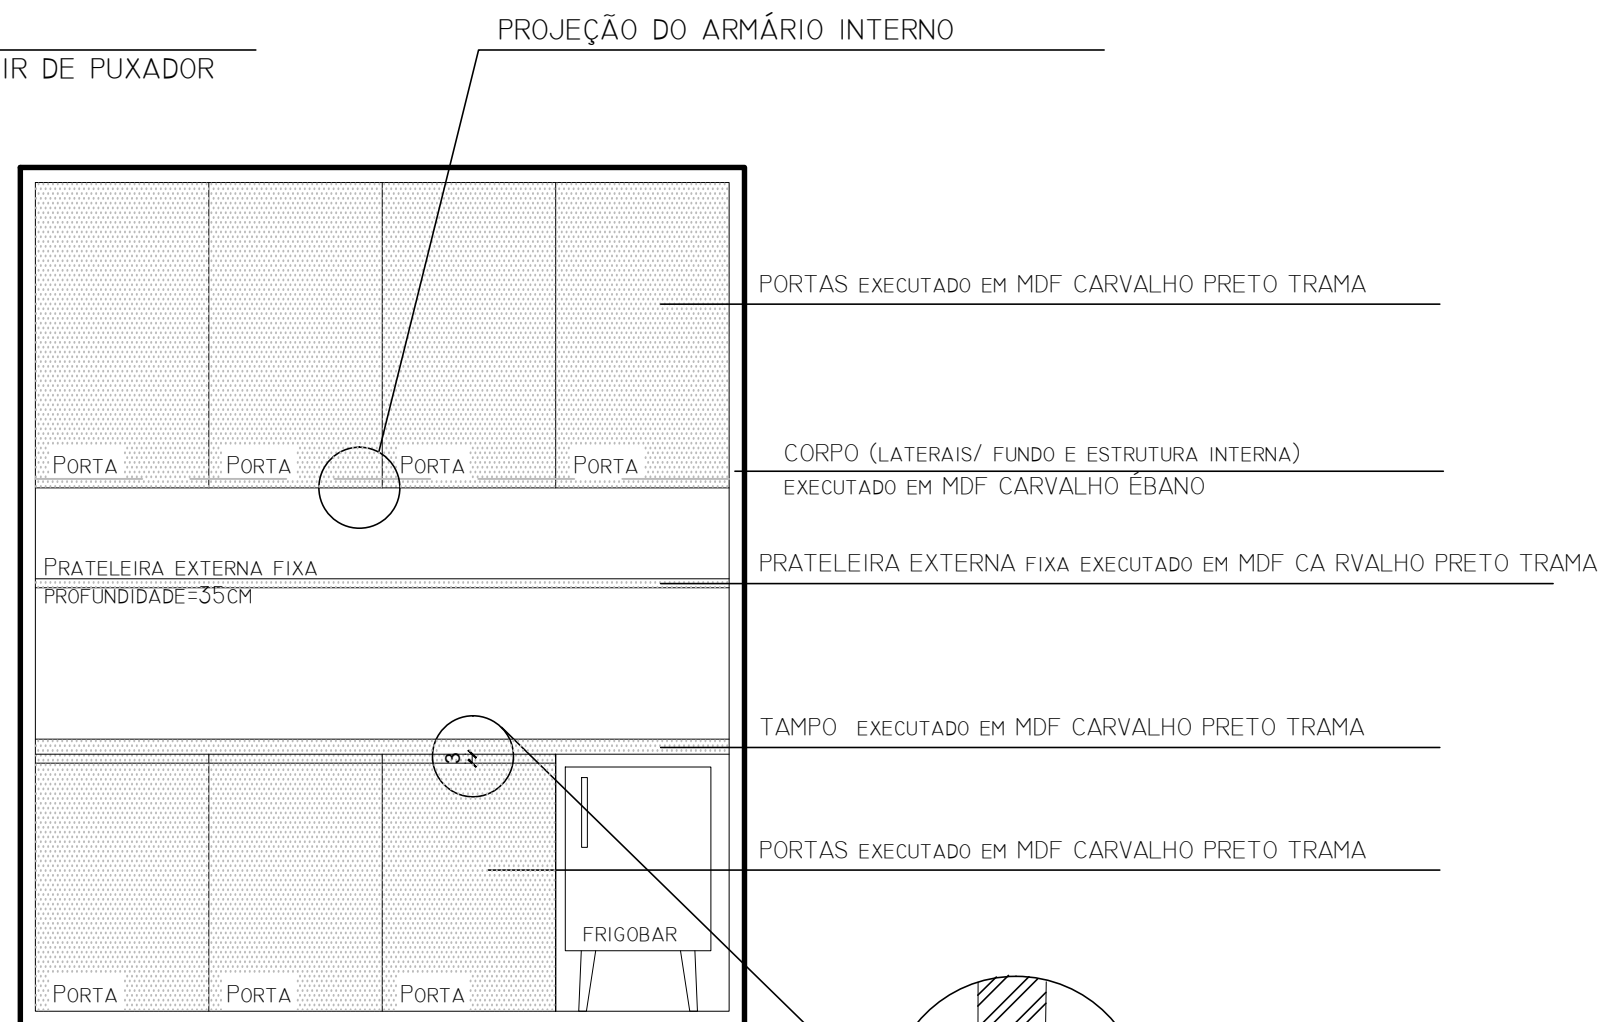 PROJEÇÃO DO ARMÁRIO INTERNO
IR DE PUXADOR
PORTAS EXECUTADO EM MDF CARVALHO PRETO TRAMA
PORTA PORTA PORTA PORTA
CORPO (LATERAIS/ FUNDO E ESTRUTURA INTERNA)
EXECUTADO EM MDF CARVALHO ÉBANO
PRATELEIRA EXTERNA FIXA
PROFUNDIDADE=35CM
PRATELEIRA EXTERNA FIXA EXECUTADO EM MDF CA RVALHO PRETO TRAMA
TAMPO EXECUTADO EM MDF CARVALHO PRETO TRAMA
3
PORTAS EXECUTADO EM MDF CARVALHO PRETO TRAMA
FRIGOBAR
PORTA PORTA PORTA